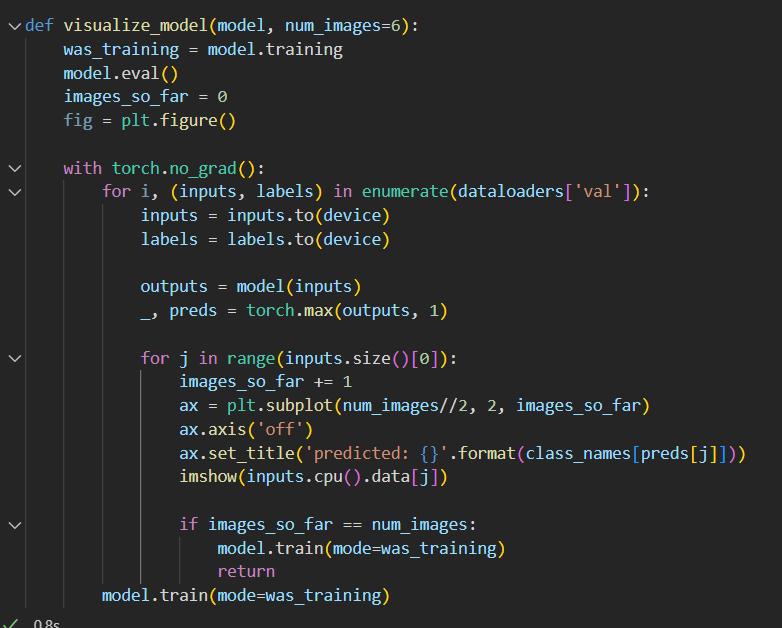 def visualize_model(model, num_images=6):
    was_training = model.training
    model.eval()
    images_so_far = 0
    fig = plt.figure()

    with torch.no_grad():
        for i, (inputs, labels) in enumerate(dataloaders['val']):
            inputs = inputs.to(device)
            labels = labels.to(device)

            outputs = model(inputs)
            _, preds = torch.max(outputs, 1)

            for j in range(inputs.size()[0]):
                images_so_far += 1
                ax = plt.subplot(num_images//2, 2, images_so_far)
                ax.axis('off')
                ax.set_title('predicted: {}'.format(class_names[preds[j]]))
                imshow(inputs.cpu().data[j])

                if images_so_far == num_images:
                    model.train(mode=was_training)
                    return
        model.train(mode=was_training)
0.8s